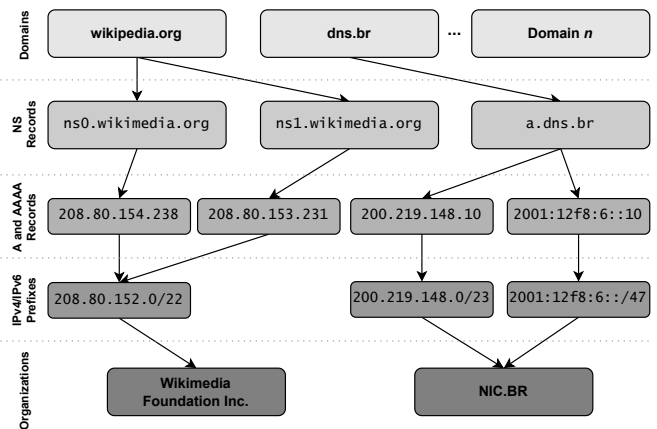 Domains
wikipedia.org
dns.br
...
Domain n
NS
Records
ns0.wikimedia.org
ns1.wikimedia.org
a.dns.br
A and AAAA
Records
208.80.154.238
208.80.153.231
200.219.148.10
2001:12f8:6::10
IPv4/IPv6
Prefixes
208.80.152.0/22
200.219.148.0/23
2001:12f8:6::/47
Organizations
Wikimedia
Foundation Inc.
NIC.BR